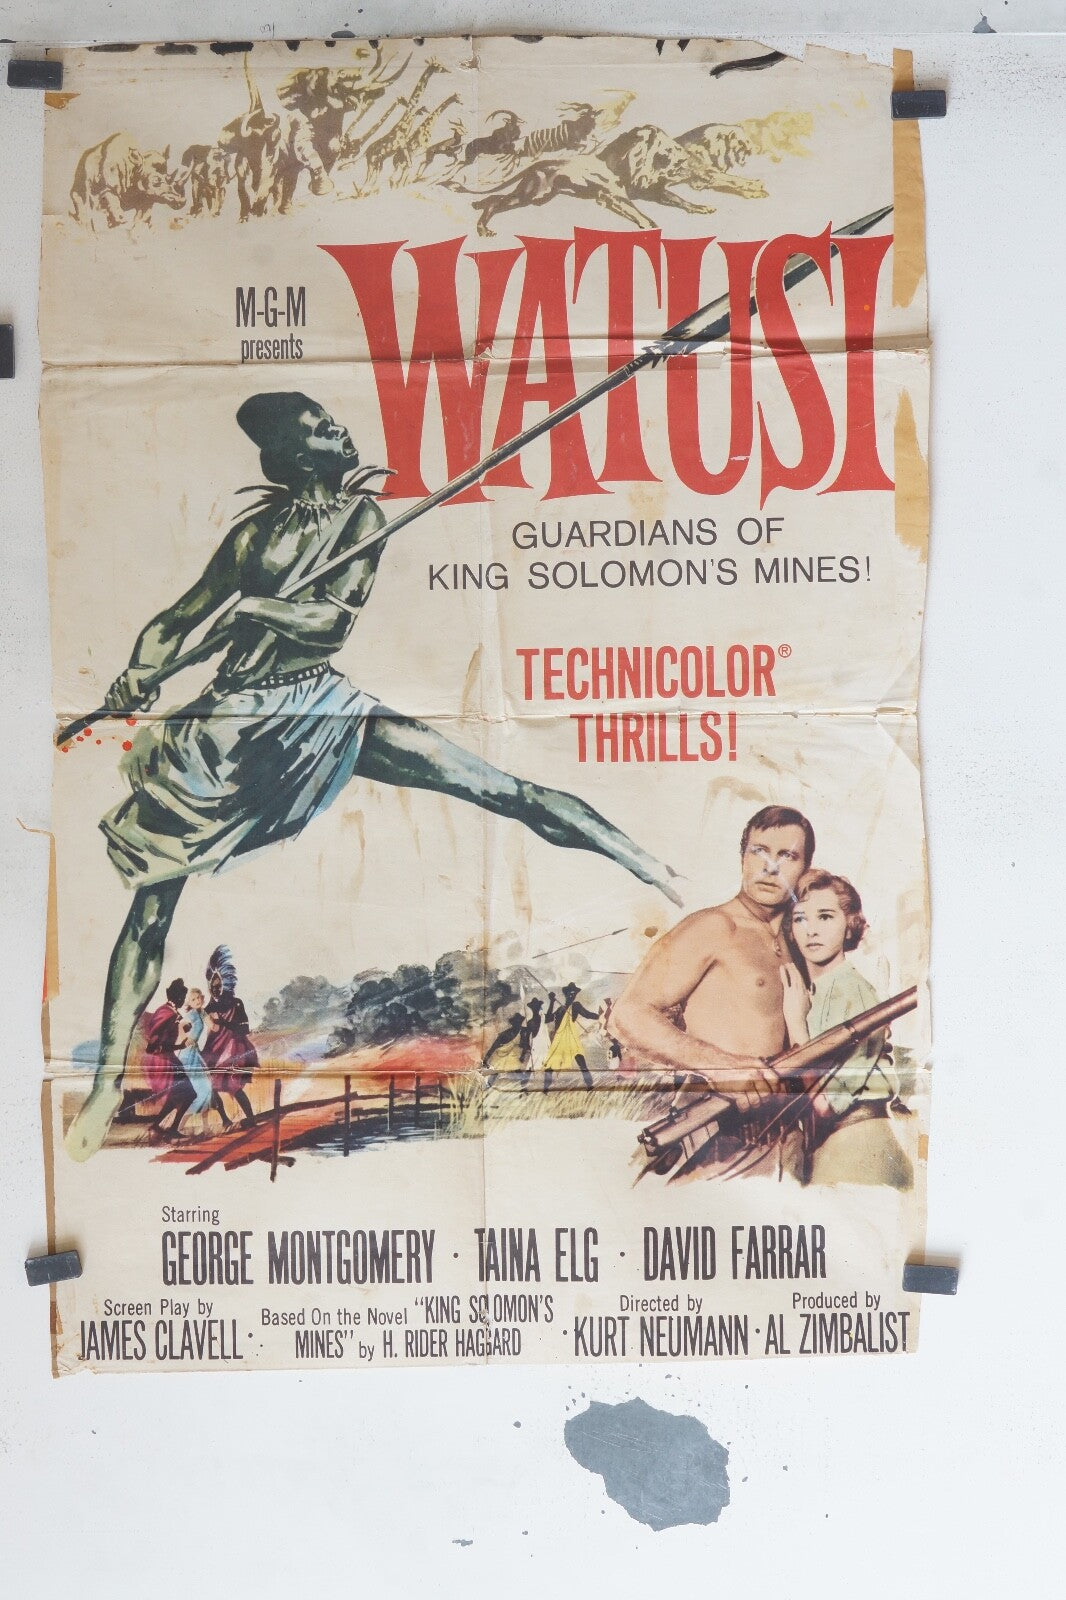 M-G-M
presents
WATUSI
GUARDIANS OF
KING SOLOMON'S MINES!
TECHNICOLOR®
THRILLS!
Starring
GEORGE MONTGOMERY · TAINA ELG · DAVID FARRAR
Screen Play by
JAMES CLAVELL ·
Based On the Novel "KING SOLOMON'S
MINES" by H. RIDER HAGGARD
Directed by
· KURT NEUMANN ·
Produced by
AL ZIMBALIST